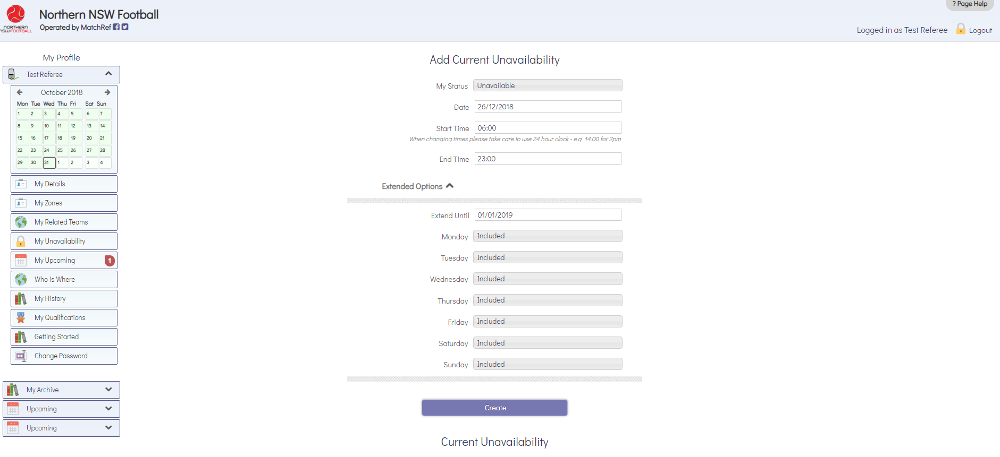 NORTHERN
NSWFOOTBALL
Northern NSW Football
Operated by MatchRef
? Page Help
Logged in as Test Referee
Logout
My Profile
Test Referee
October 2018
Mon Tue Wed Thu Fri Sat Sun
1 2 3 4 5 6 7
8 9 10 11 12 13 14
15 16 17 18 19 20 21
22 23 24 25 26 27 28
29 30 31 1 2 3 4
My Details
My Zones
My Related Teams
My Unavailability
My Upcoming 1
Who is Where
My History
My Qualifications
Getting Started
Change Password
My Archive
Upcoming
Upcoming
Add Current Unavailability
My Status Unavailable
Date 26/12/2018
Start Time 06:00
When changing times please take care to use 24 hour clock - e.g. 14.00 for 2pm
End Time 23:00
Extended Options
Extend Until 01/01/2019
Monday Included
Tuesday Included
Wednesday Included
Thursday Included
Friday Included
Saturday Included
Sunday Included
Create
Current Unavailability